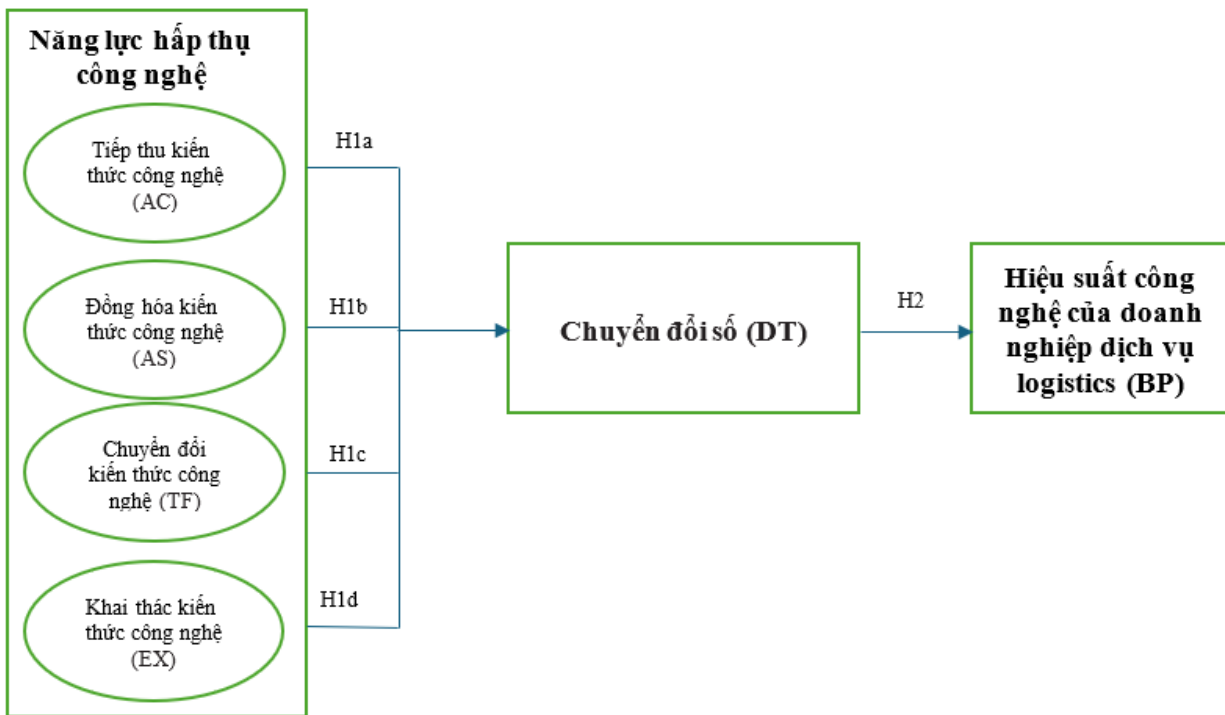 Năng lực hấp thụ
công nghệ
Tiếp thu kiến
thức công nghệ
(AC)
H1a
Đồng hóa kiến
thức công nghệ
(AS)
H1b
Chuyển đổi
kiến thức công
nghệ (TF)
H1c
Khai thác kiến
thức công nghệ
(EX)
H1d
Chuyển đổi số (DT)
H2
Hiệu suất công
nghệ của doanh
nghiệp dịch vụ
logistics (BP)